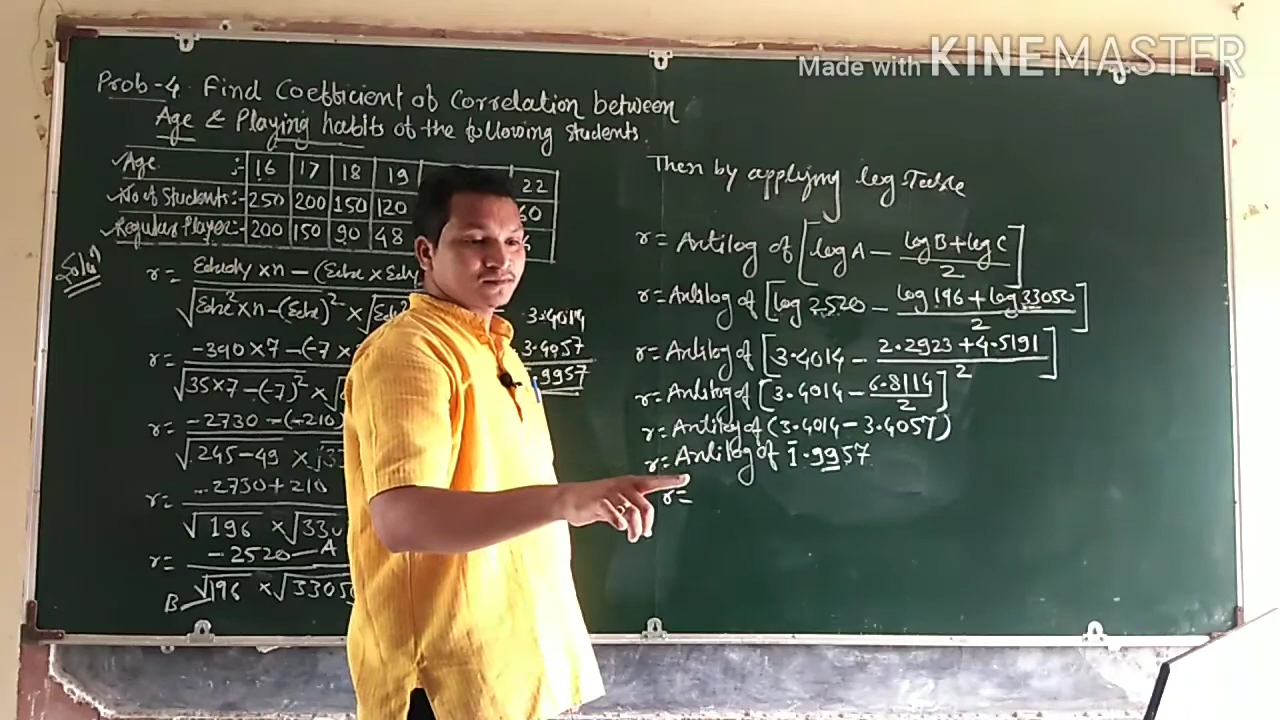 Made with KINEMASTER
Prob-4. Find Coefficient of Correlation between
Age & Playing habits of the following students.
Age :- 16 17 18 19 22
No of Students:- 250 200 150 120 60
Regular Player:- 200 150 90 48
Solⁿ
r = Σdxdy × n - (Σdx × Σdy
√Σdx² × n - (Σdx)² × √Σdy²
r = -390 × 7 - (-7 ×
√35×7 - (-7)² × √
r = -2730 - (-210)
√245-49 × √33
r = -2730 + 210
√196 × √330
r = -2520 - A
B √196 × √33050
3.4014
3.4057
.9957
Then by applying log-Table
r = Antilog of [log A - log B + log C / 2]
r = Antilog of [log 2520 - log 196 + log 33050 / 2]
r = Antilog of [3.4014 - 2.2923 + 4.5191 / 2]
r = Antilog of [3.4014 - 6.8114 / 2]
r = Antilog of (3.4014 - 3.4057)
r = Antilog of 1̄.9957
r =